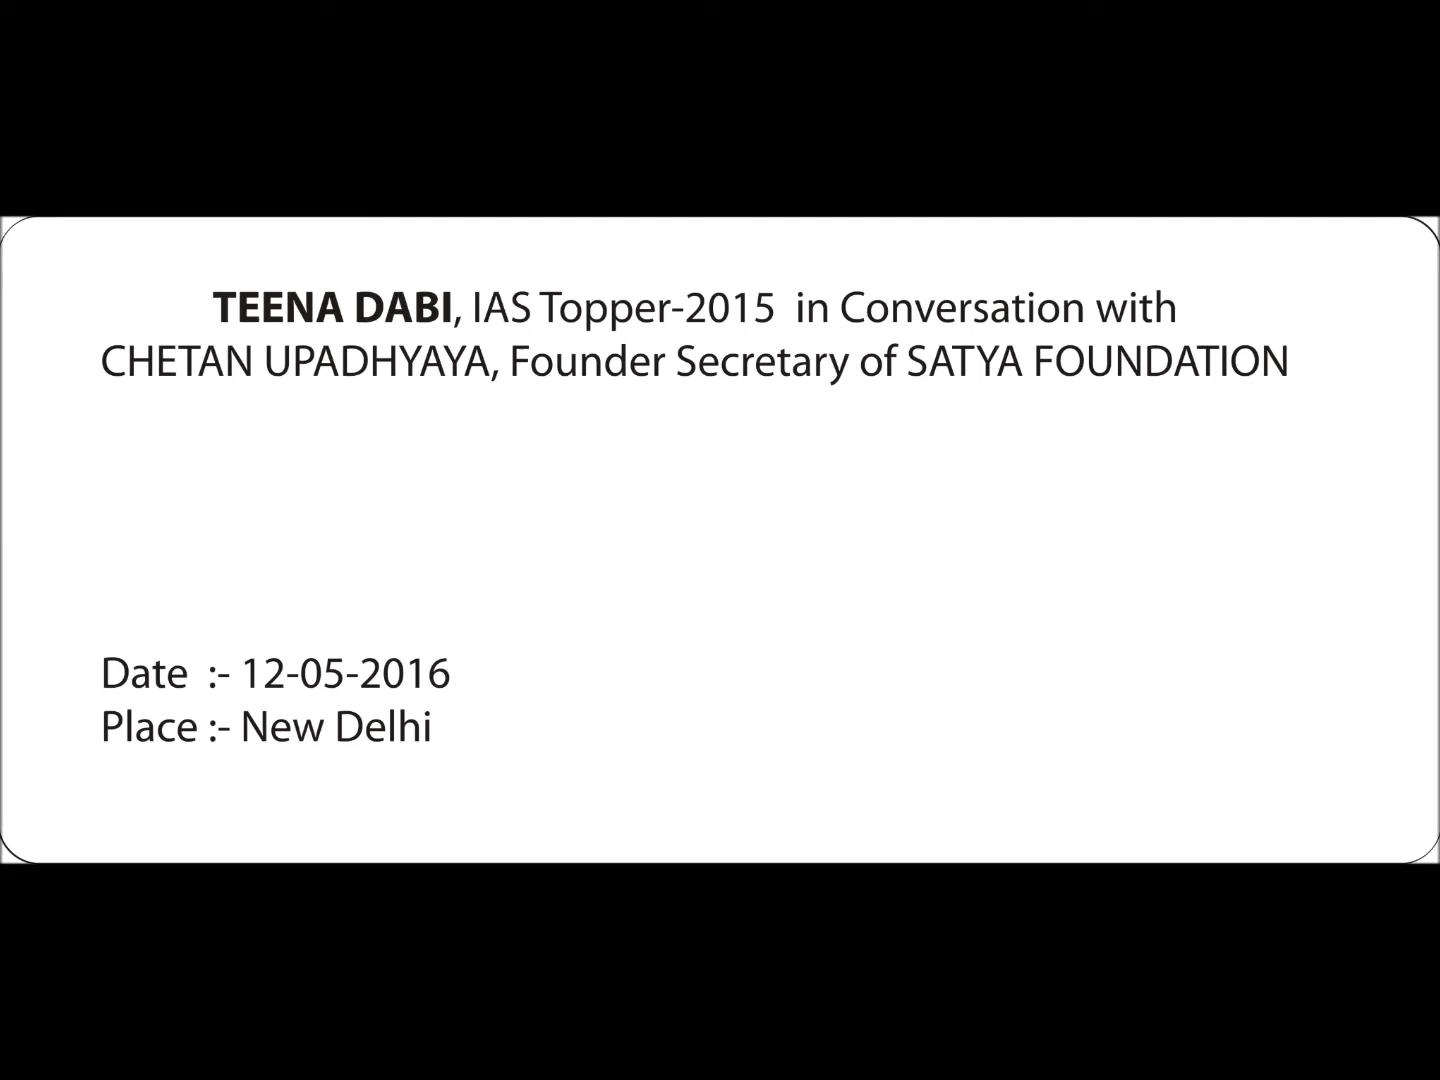 TEENA DABI, IAS Topper-2015 in Conversation with
CHETAN UPADHYAYA, Founder Secretary of SATYA FOUNDATION
Date :- 12-05-2016
Place :- New Delhi